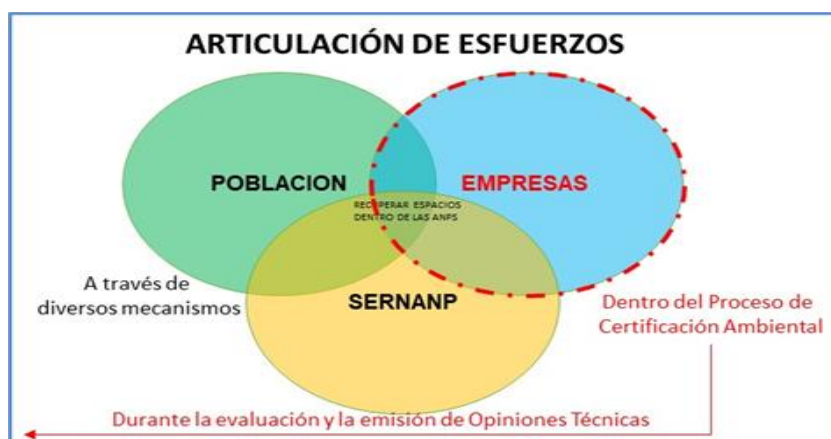 ARTICULACIÓN DE ESFUERZOS
POBLACION
EMPRESAS
RECUPERAR ESPACIOS
DENTRO DE LAS ANPS
SERNANP
A través de
diversos mecanismos
Dentro del Proceso de
Certificación Ambiental
Durante la evaluación y la emisión de Opiniones Técnicas